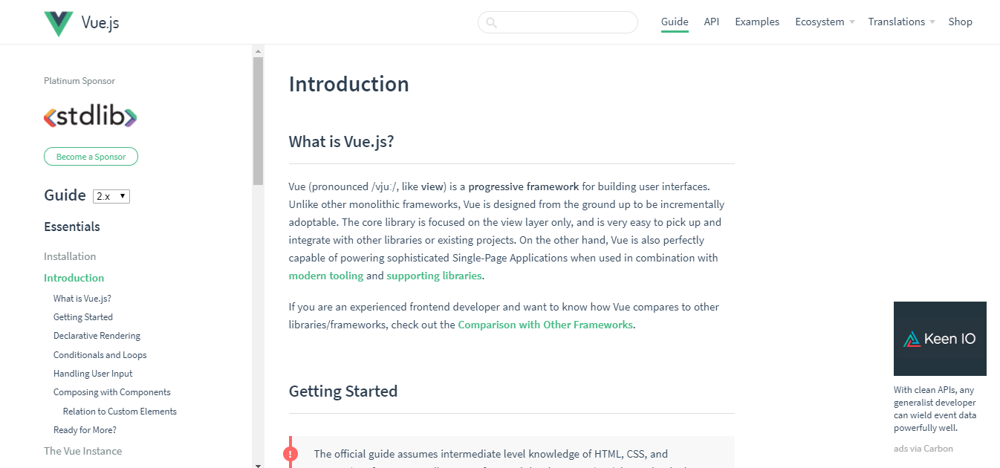 Vue.js
Guide API Examples Ecosystem Translations Shop
Platinum Sponsor
<stdlib>
Become a Sponsor
Guide 2.x
Essentials
Installation
Introduction
What is Vue.js?
Getting Started
Declarative Rendering
Conditionals and Loops
Handling User Input
Composing with Components
Relation to Custom Elements
Ready for More?
The Vue Instance
Introduction
What is Vue.js?
Vue (pronounced /vjuː/, like view) is a progressive framework for building user interfaces.
Unlike other monolithic frameworks, Vue is designed from the ground up to be incrementally
adoptable. The core library is focused on the view layer only, and is very easy to pick up and
integrate with other libraries or existing projects. On the other hand, Vue is also perfectly
capable of powering sophisticated Single-Page Applications when used in combination with
modern tooling and supporting libraries.
If you are an experienced frontend developer and want to know how Vue compares to other
libraries/frameworks, check out the Comparison with Other Frameworks.
Getting Started
!
The official guide assumes intermediate level knowledge of HTML, CSS, and
Keen IO
With clean APIs, any
generalist developer
can wield event data
powerfully well.
ads via Carbon